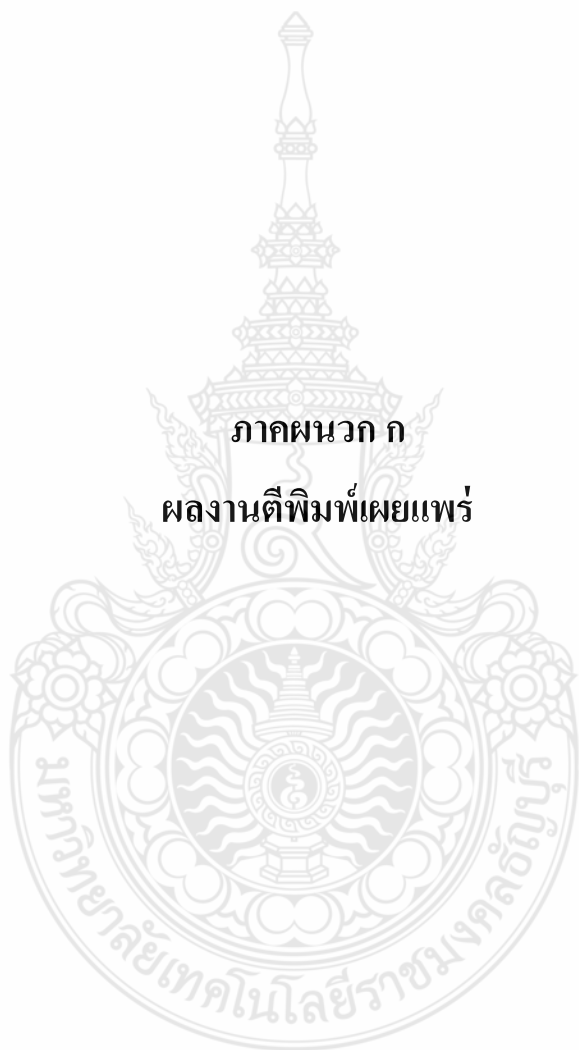 ภาคผนวก ก
ผลงานตีพิมพ์เผยแพร่
มหาวิทยาลัยเทคโนโลยีราชมงคลธัญบุรี